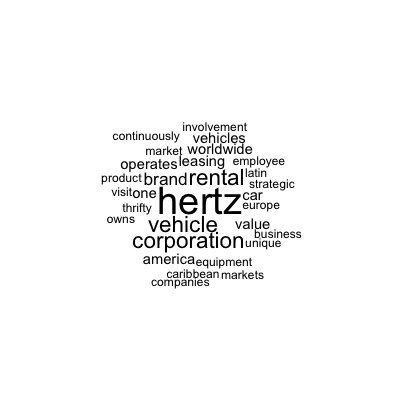 involvement
continuously vehicles
market worldwide
operates leasing employee
product brand rental latin
strategic
visit one hertz car
thrifty europe
owns vehicle value
corporation business
unique
america equipment
caribbean markets
companies